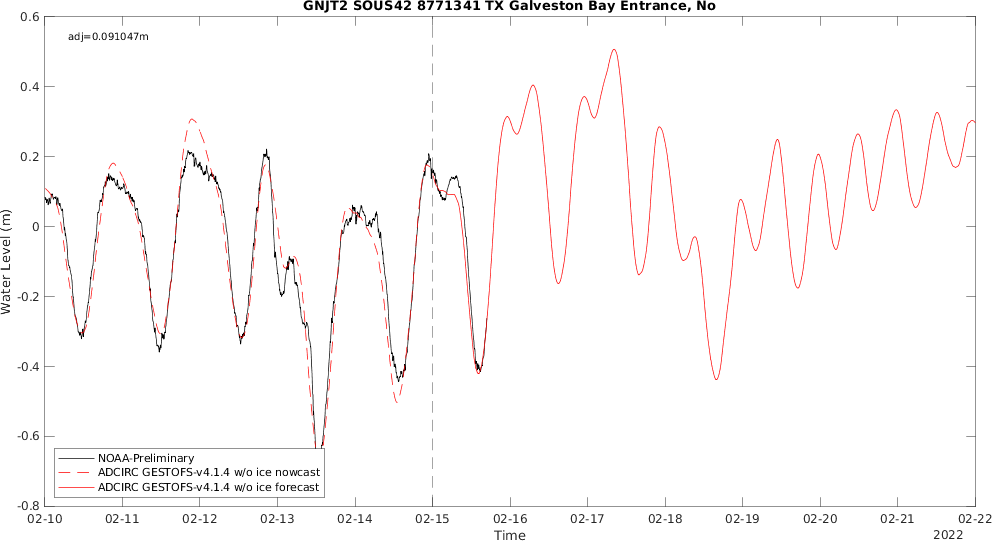 GNJT2 SOUS42 8771341 TX Galveston Bay Entrance, No
adj=0.091047m
0.6
0.4
0.2
0
-0.2
-0.4
-0.6
-0.8
Water Level (m)
NOAA-Preliminary
ADCIRC GESTOFS-v4.1.4 w/o ice nowcast
ADCIRC GESTOFS-v4.1.4 w/o ice forecast
02-10 02-11 02-12 02-13 02-14 02-15 02-16 02-17 02-18 02-19 02-20 02-21 02-22
Time
2022